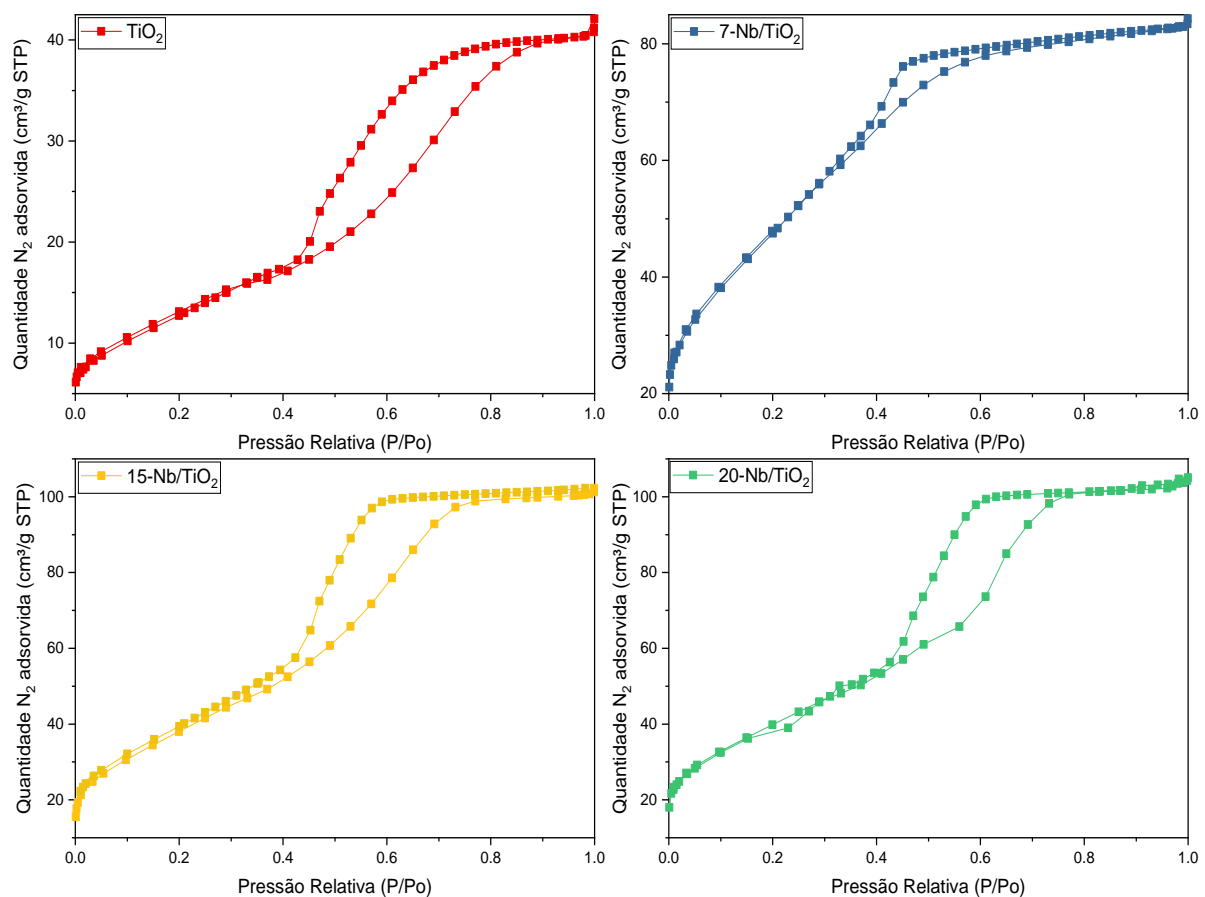 TiO₂
Quantidade N₂ adsorvida (cm³/g STP)
40
30
20
10
0.0 0.2 0.4 0.6 0.8 1.0
Pressão Relativa (P/Po)
7-Nb/TiO₂
Quantidade N₂ adsorvida (cm³/g STP)
80
60
40
20
0.0 0.2 0.4 0.6 0.8 1.0
Pressão Relativa (P/Po)
15-Nb/TiO₂
Quantidade N₂ adsorvida (cm³/g STP)
100
80
60
40
20
0.0 0.2 0.4 0.6 0.8 1.0
Pressão Relativa (P/Po)
20-Nb/TiO₂
Quantidade N₂ adsorvida (cm³/g STP)
100
80
60
40
20
0.0 0.2 0.4 0.6 0.8 1.0
Pressão Relativa (P/Po)